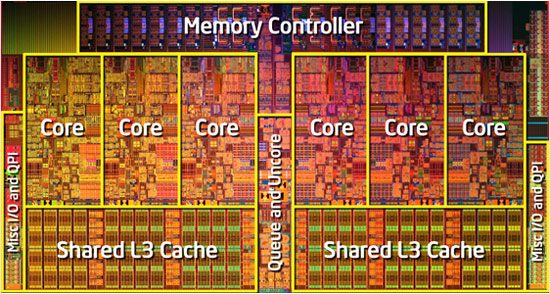 Memory Controller
Core
Core
Core
Core
Core
Core
Misc I/O and QPI
Queue and Uncore
Misc I/O and QPI
Shared L3 Cache
Shared L3 Cache